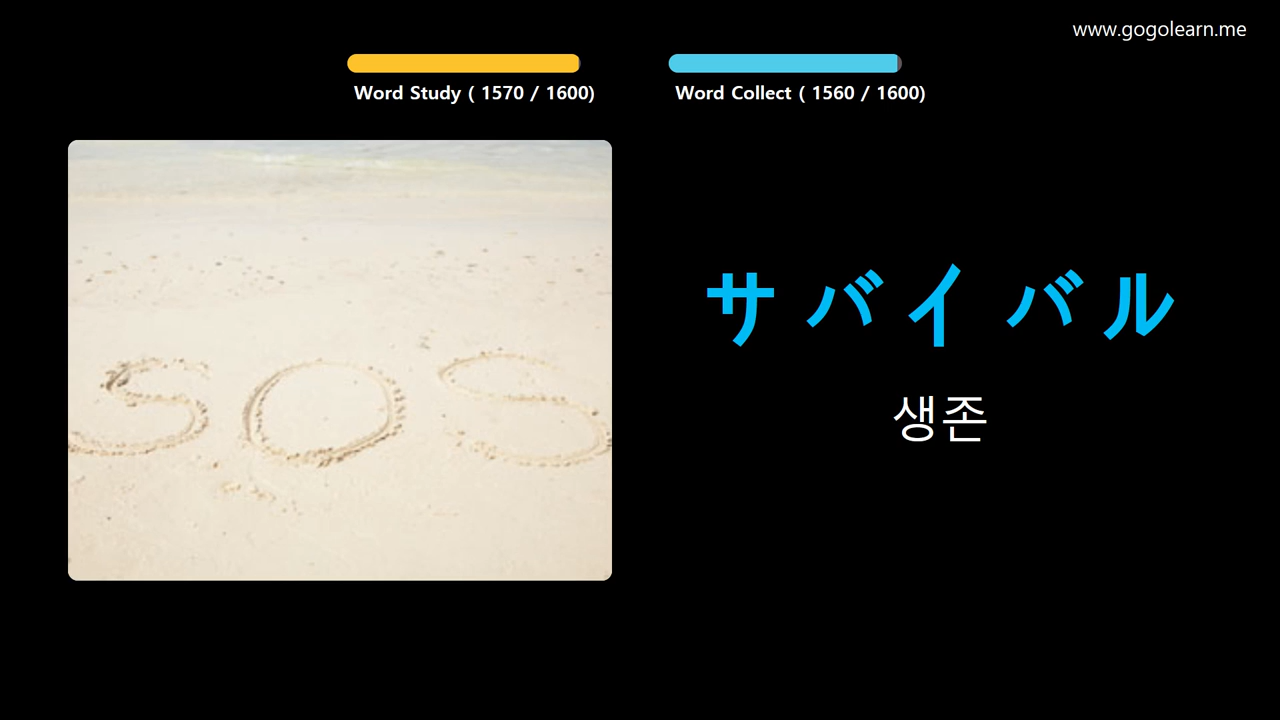 www.gogolearn.me
Word Study ( 1570 / 1600)
Word Collect ( 1560 / 1600)
SOS
サバイバル
생존